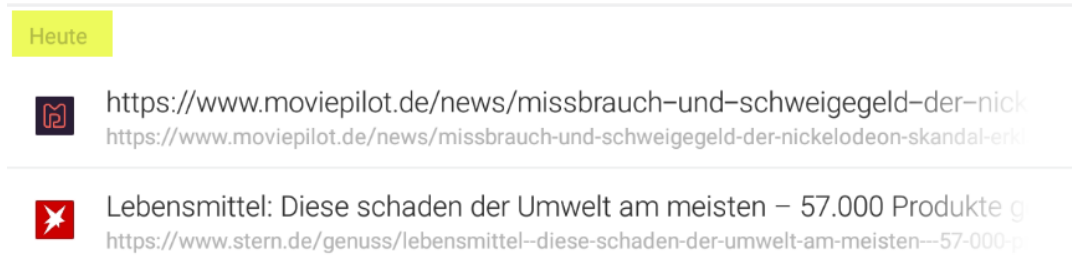 Heute
https://www.moviepilot.de/news/missbrauch-und-schweigegeld-der-nick
https://www.moviepilot.de/news/missbrauch-und-schweigegeld-der-nickelodeon-skandal-erk
Lebensmittel: Diese schaden der Umwelt am meisten – 57.000 Produkte g
https://www.stern.de/genuss/lebensmittel--diese-schaden-der-umwelt-am-meisten---57-000-p